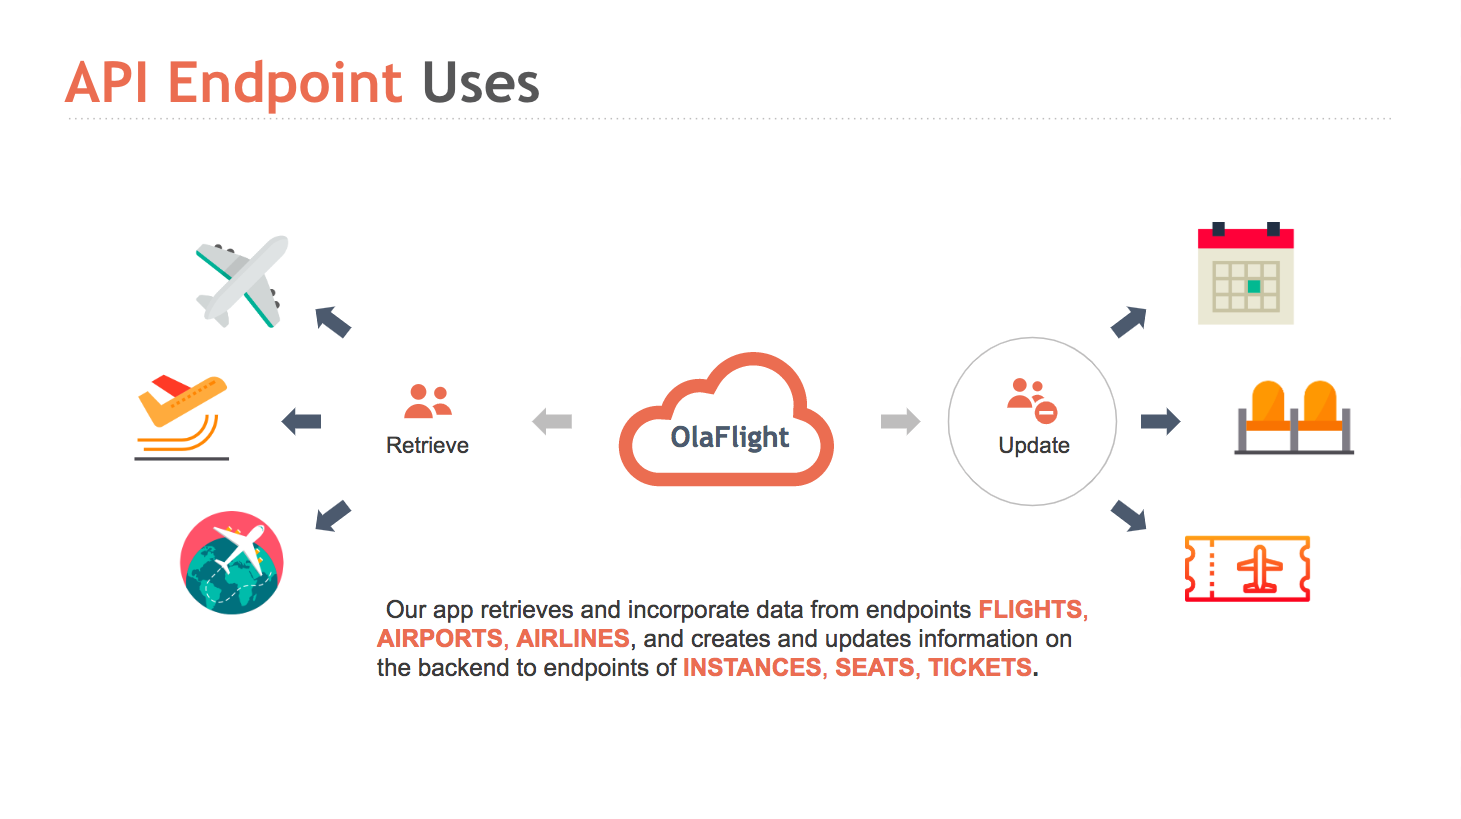 API Endpoint Uses
OlaFlight
Retrieve
Update
Our app retrieves and incorporate data from endpoints FLIGHTS,
AIRPORTS, AIRLINES, and creates and updates information on
the backend to endpoints of INSTANCES, SEATS, TICKETS.